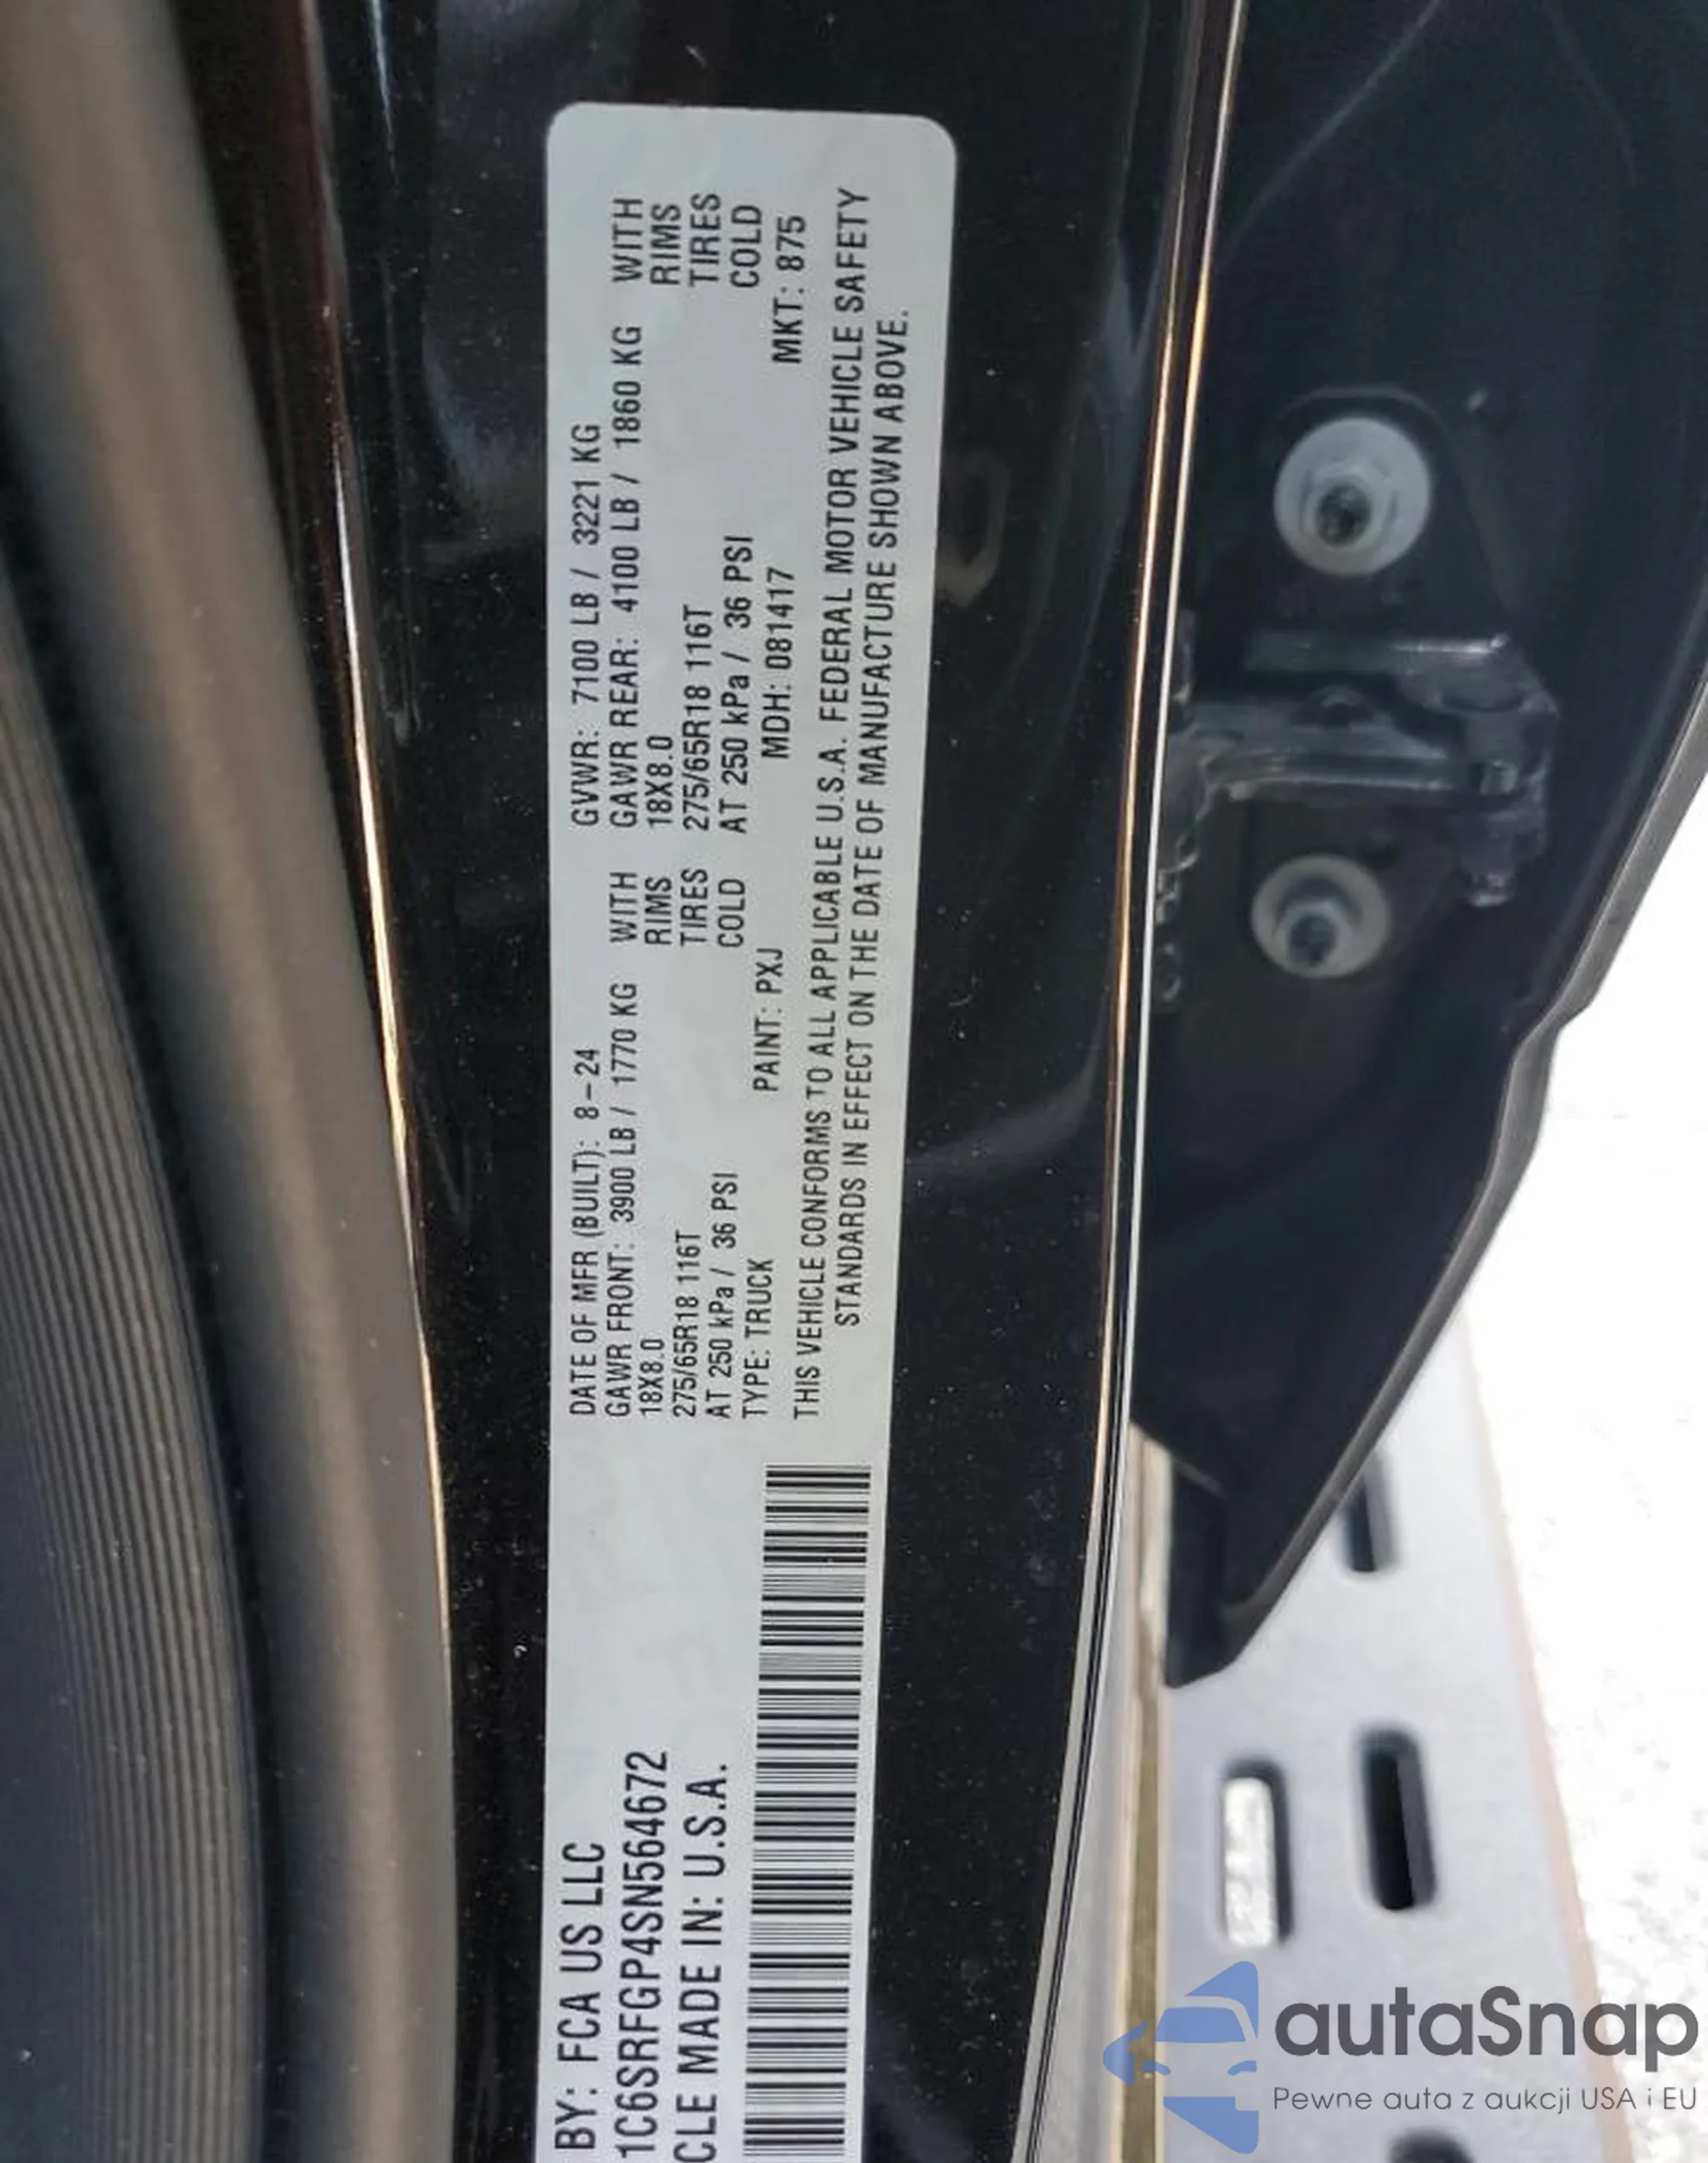 BY: FCA US LLC
1C6SRFGP4SN564672
CLE MADE IN: U.S.A.
DATE OF MFR (BUILT): 8-24 GVWR: 7100 LB / 3221 KG
GAWR FRONT: 3900 LB / 1770 KG WITH GAWR REAR: 4100 LB / 1860 KG WITH
18X8.0 RIMS 18X8.0 RIMS
275/65R18 116T TIRES 275/65R18 116T TIRES
AT 250 kPa / 36 PSI COLD AT 250 kPa / 36 PSI COLD
TYPE: TRUCK PAINT: PXJ MDH: 081417 MKT: 875
THIS VEHICLE CONFORMS TO ALL APPLICABLE U.S.A. FEDERAL MOTOR VEHICLE SAFETY
STANDARDS IN EFFECT ON THE DATE OF MANUFACTURE SHOWN ABOVE.
autaSnap
Pewne auta z aukcji USA i EU